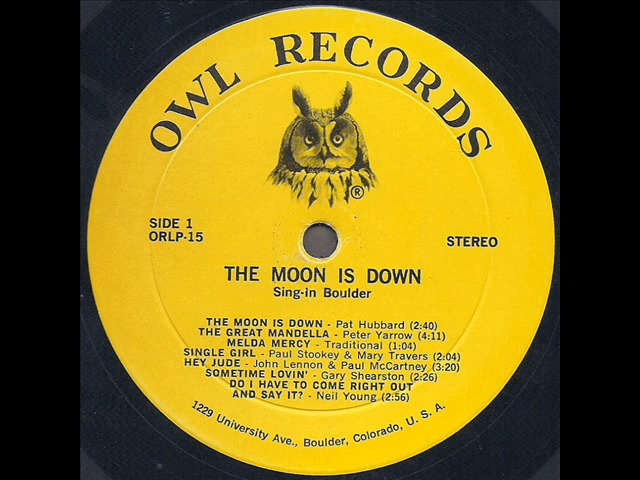 OWL RECORDS
®
SIDE 1
ORLP-15
STEREO
THE MOON IS DOWN
Sing-in Boulder
THE MOON IS DOWN - Pat Hubbard (2:40)
THE GREAT MANDELLA - Peter Yarrow (4:11)
MELDA MERCY - Traditional (1:04)
SINGLE GIRL - Paul Stookey & Mary Travers (2:04)
HEY JUDE - John Lennon & Paul McCartney (3:20)
SOMETIME LOVIN' - Gary Shearston (2:26)
DO I HAVE TO COME RIGHT OUT
AND SAY IT? - Neil Young (2:56)
1229 University Ave., Boulder, Colorado, U. S. A.